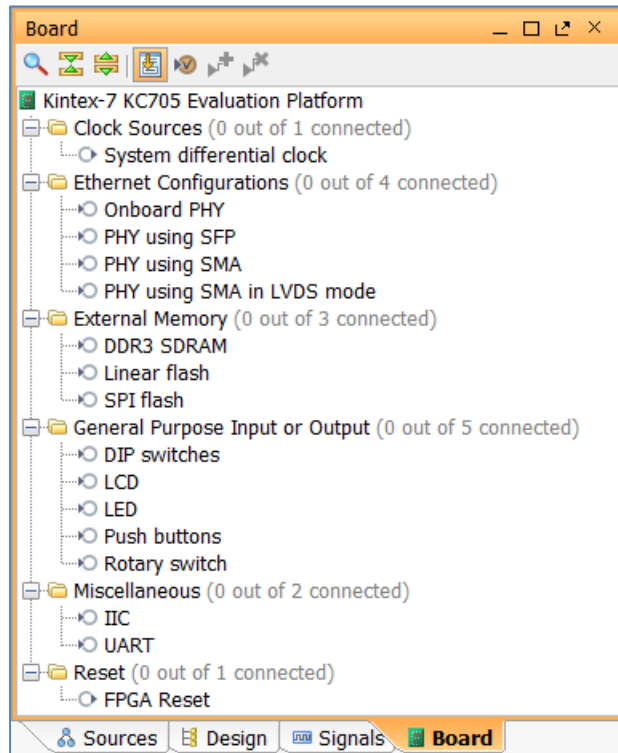 Board
Kintex-7 KC705 Evaluation Platform
Clock Sources (0 out of 1 connected)
System differential clock
Ethernet Configurations (0 out of 4 connected)
Onboard PHY
PHY using SFP
PHY using SMA
PHY using SMA in LVDS mode
External Memory (0 out of 3 connected)
DDR3 SDRAM
Linear flash
SPI flash
General Purpose Input or Output (0 out of 5 connected)
DIP switches
LCD
LED
Push buttons
Rotary switch
Miscellaneous (0 out of 2 connected)
IIC
UART
Reset (0 out of 1 connected)
FPGA Reset
Sources Design Signals Board